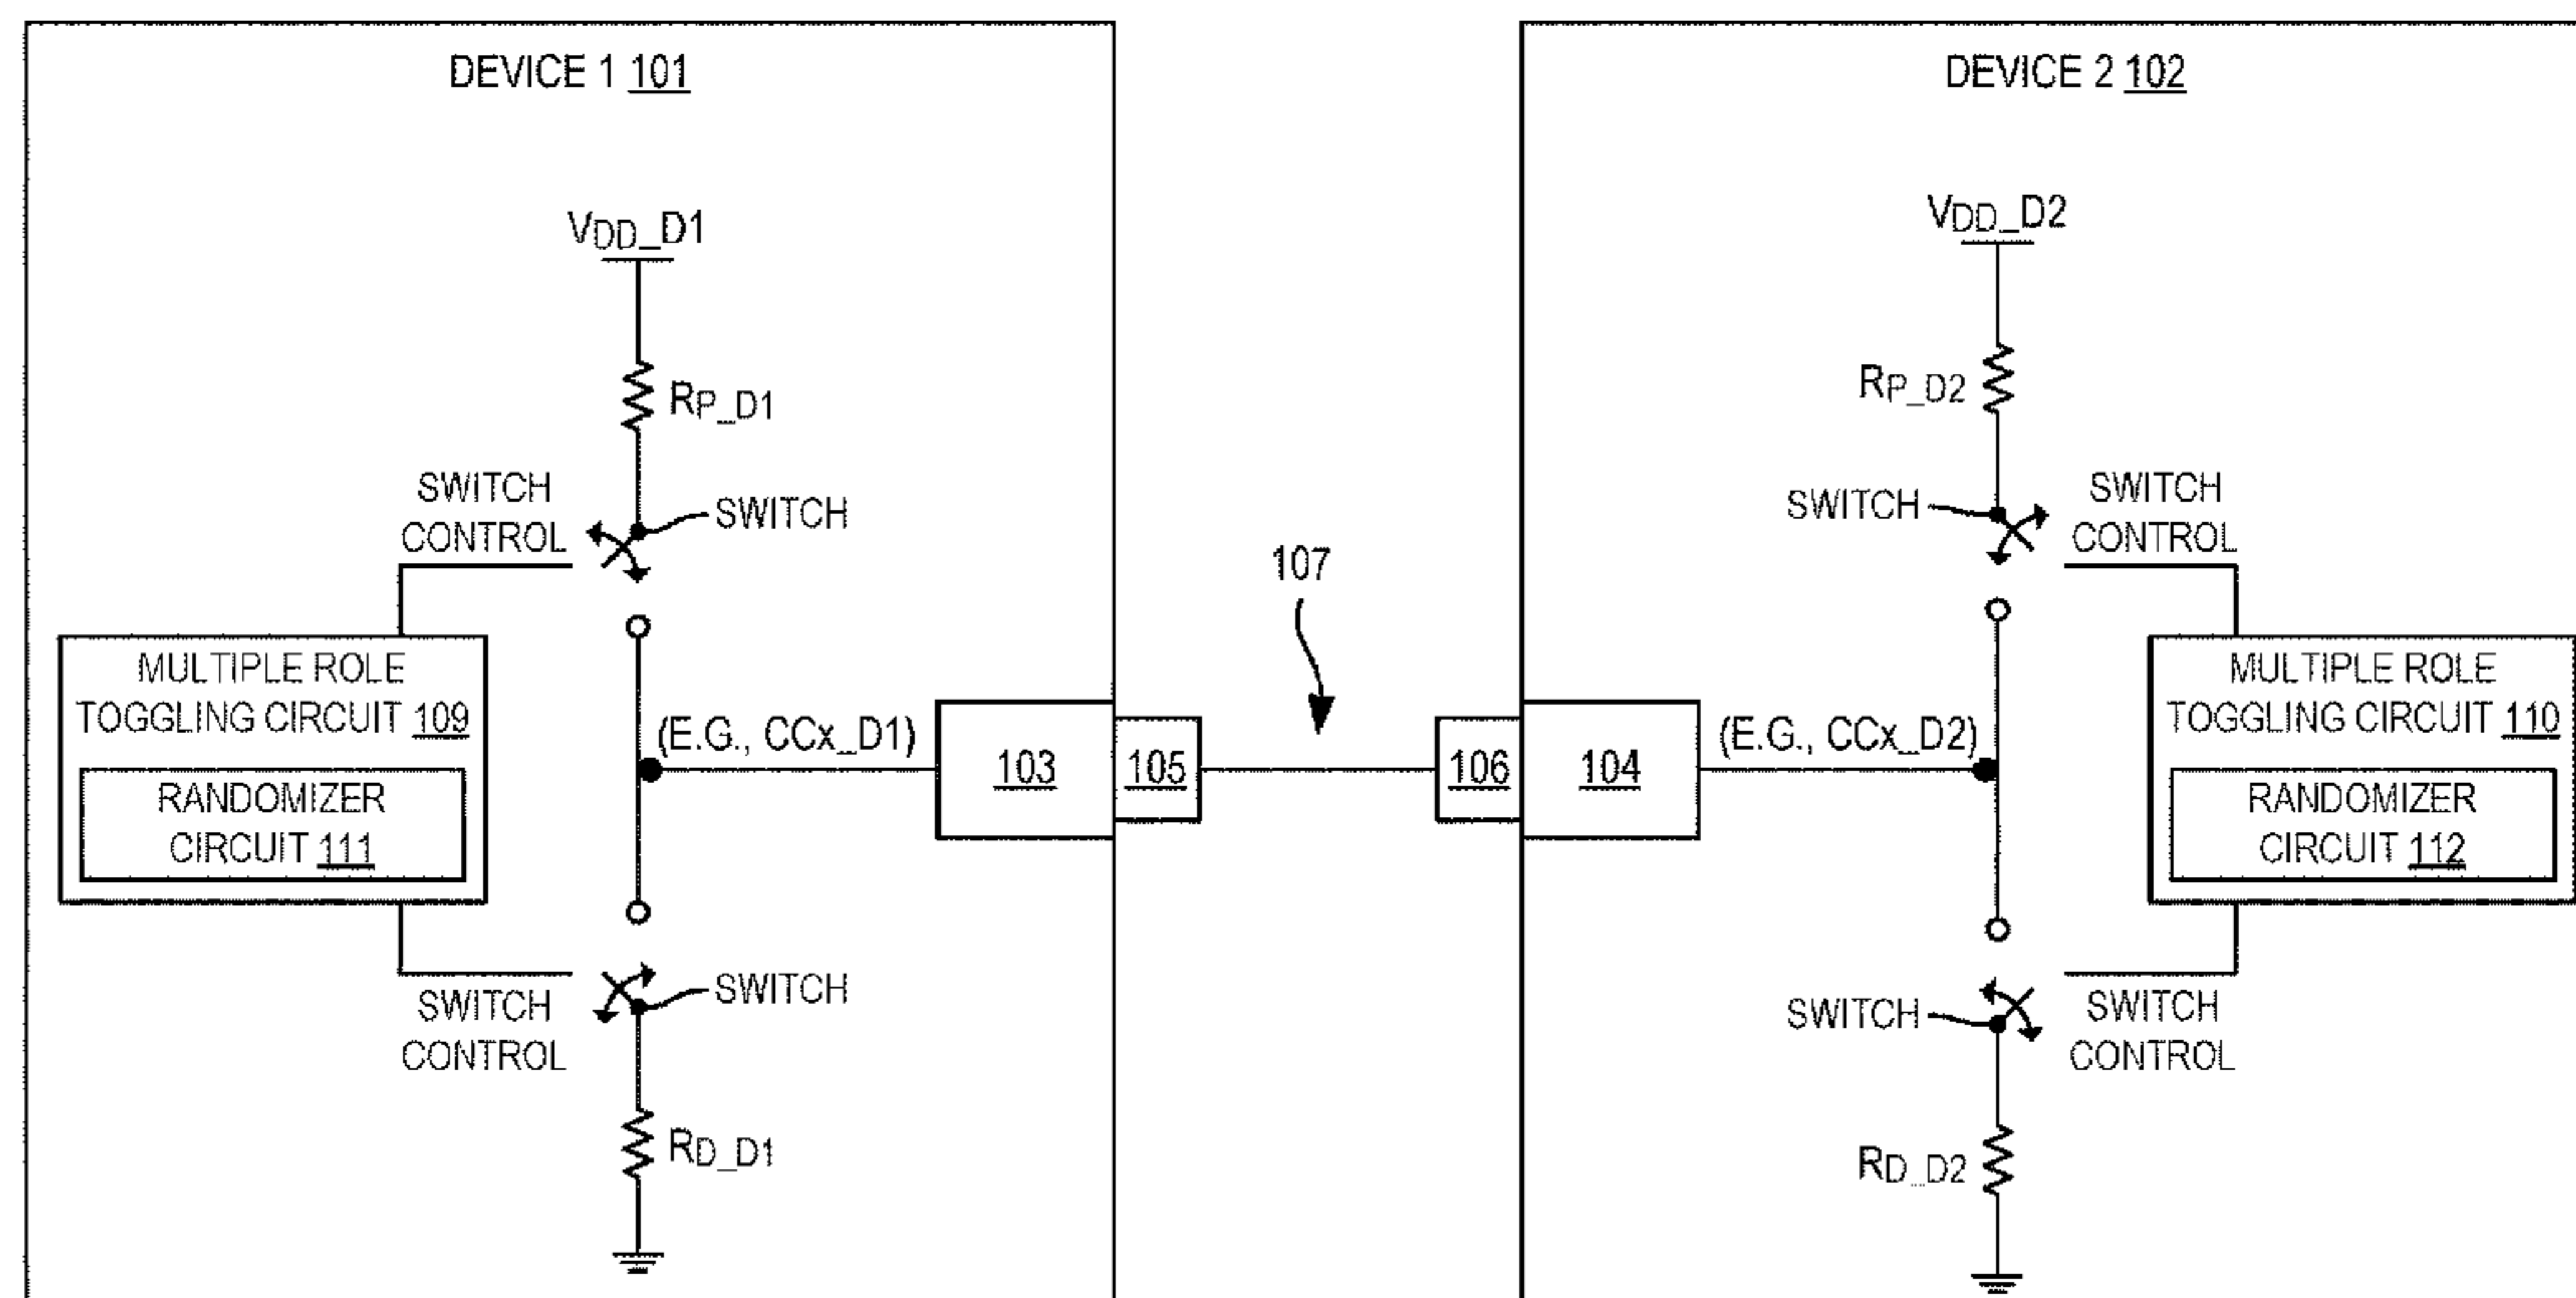 DEVICE 1 101
VDD_D1
RP_D1
SWITCH
CONTROL
SWITCH
MULTIPLE ROLE
TOGGLING CIRCUIT 109
RANDOMIZER
CIRCUIT 111
(E.G., CCx_D1)
103
105
SWITCH
CONTROL
SWITCH
RD_D1
107
DEVICE 2 102
VDD_D2
RP_D2
SWITCH
SWITCH
CONTROL
106
104
(E.G., CCx_D2)
MULTIPLE ROLE
TOGGLING CIRCUIT 110
RANDOMIZER
CIRCUIT 112
SWITCH
SWITCH
CONTROL
RD_D2